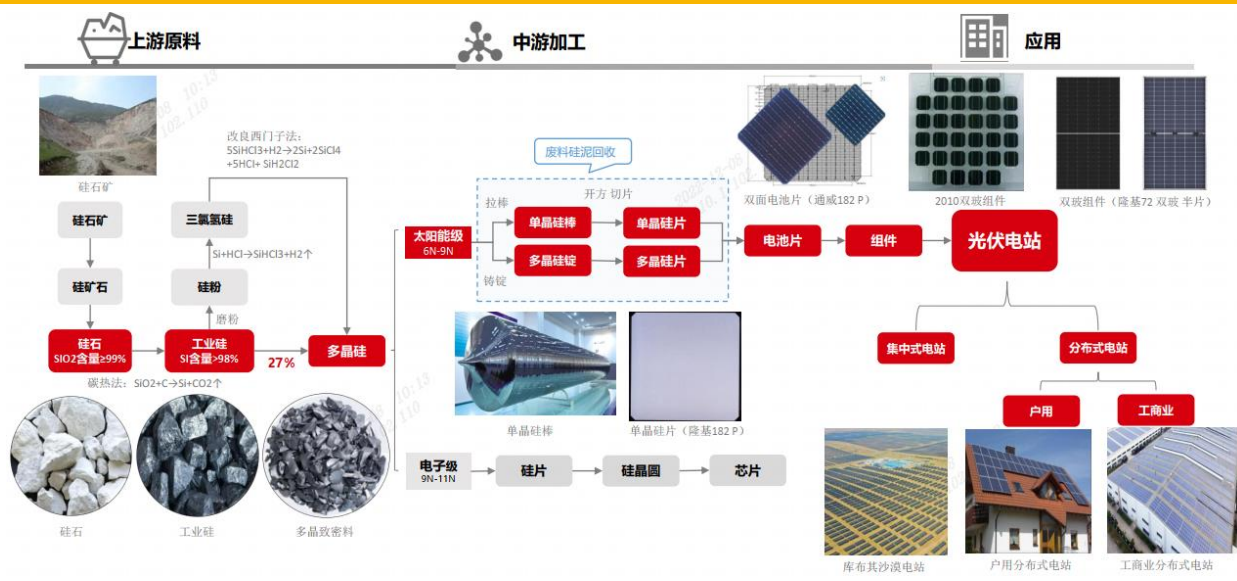 上游原料
中游加工
应用
硅石矿
改良西门子法：
5SiHCl3+H2→2Si+2SiCl4
+5HCl+ SiH2Cl2
硅石矿
三氯氢硅
Si+HCl→SiHCl3+H2个
硅矿石
硅粉
磨粉
硅石
SIO2含量≥99%
工业硅
SI含量>98%
27%
多晶硅
碳热法：SiO2+C→Si+CO2个
硅石
工业硅
多晶致密料
废料硅泥回收
开方 切片
拉棒
太阳能级
6N-9N
单晶硅棒
单晶硅片
多晶硅锭
多晶硅片
铸锭
单晶硅棒
单晶硅片（隆基182 P）
电子级
9N-11N
硅片
硅晶圆
芯片
双面电池片（通威182 P）
2010双玻组件
双玻组件（隆基72 双玻 半片）
电池片
组件
光伏电站
集中式电站
分布式电站
户用
工商业
库布其沙漠电站
户用分布式电站
工商业分布式电站